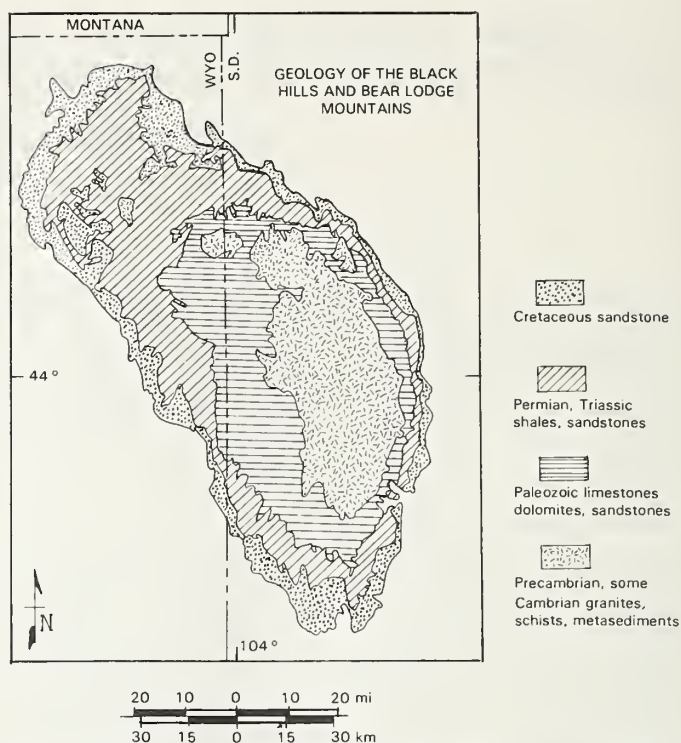 MONTANA
WYO
S.D.
GEOLOGY OF THE BLACK
HILLS AND BEAR LODGE
MOUNTAINS
44°
104°
N
Cretaceous sandstone
Permian, Triassic
shales, sandstones
Paleozoic limestones
dolomites, sandstones
Precambrian, some
Cambrian granites,
schists, metasediments
20 10 0 10 20 mi
30 15 0 15 30 km